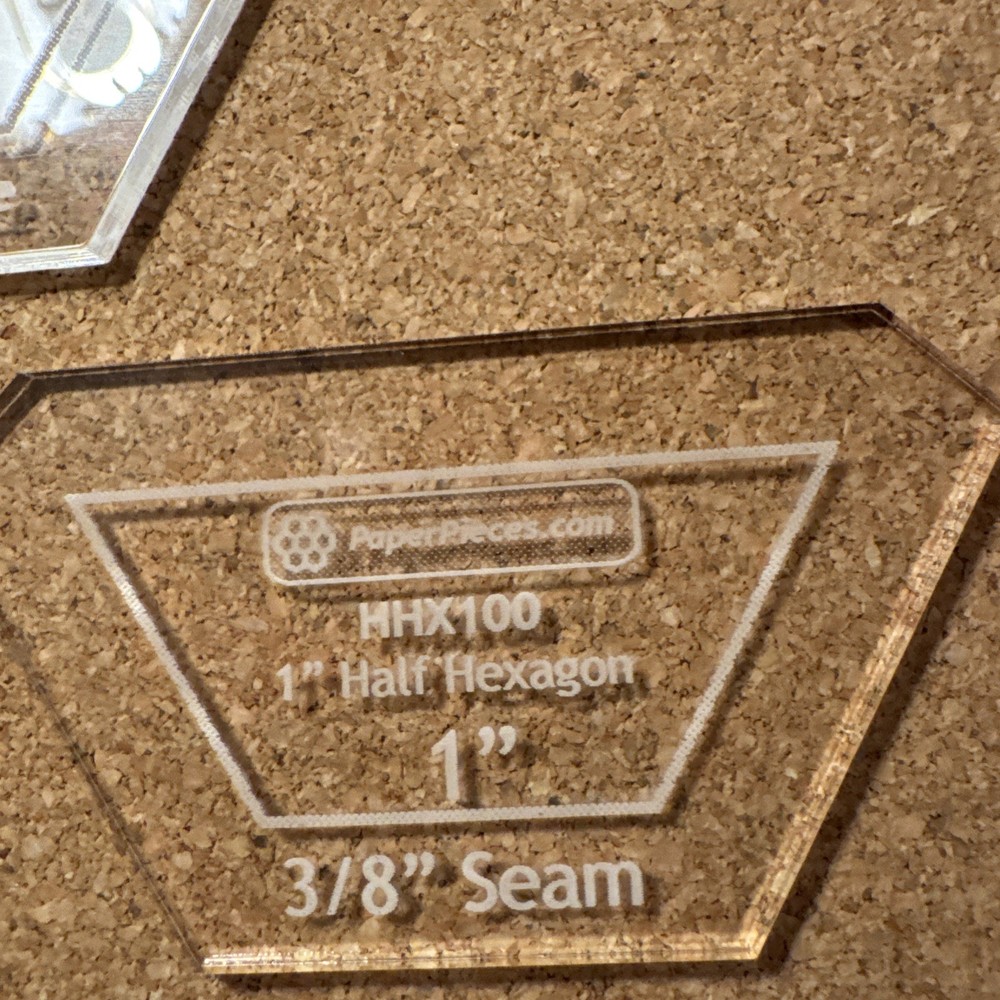 PaperPieces.com
HHX100
1” Half Hexagon
1”
3/8” Seam